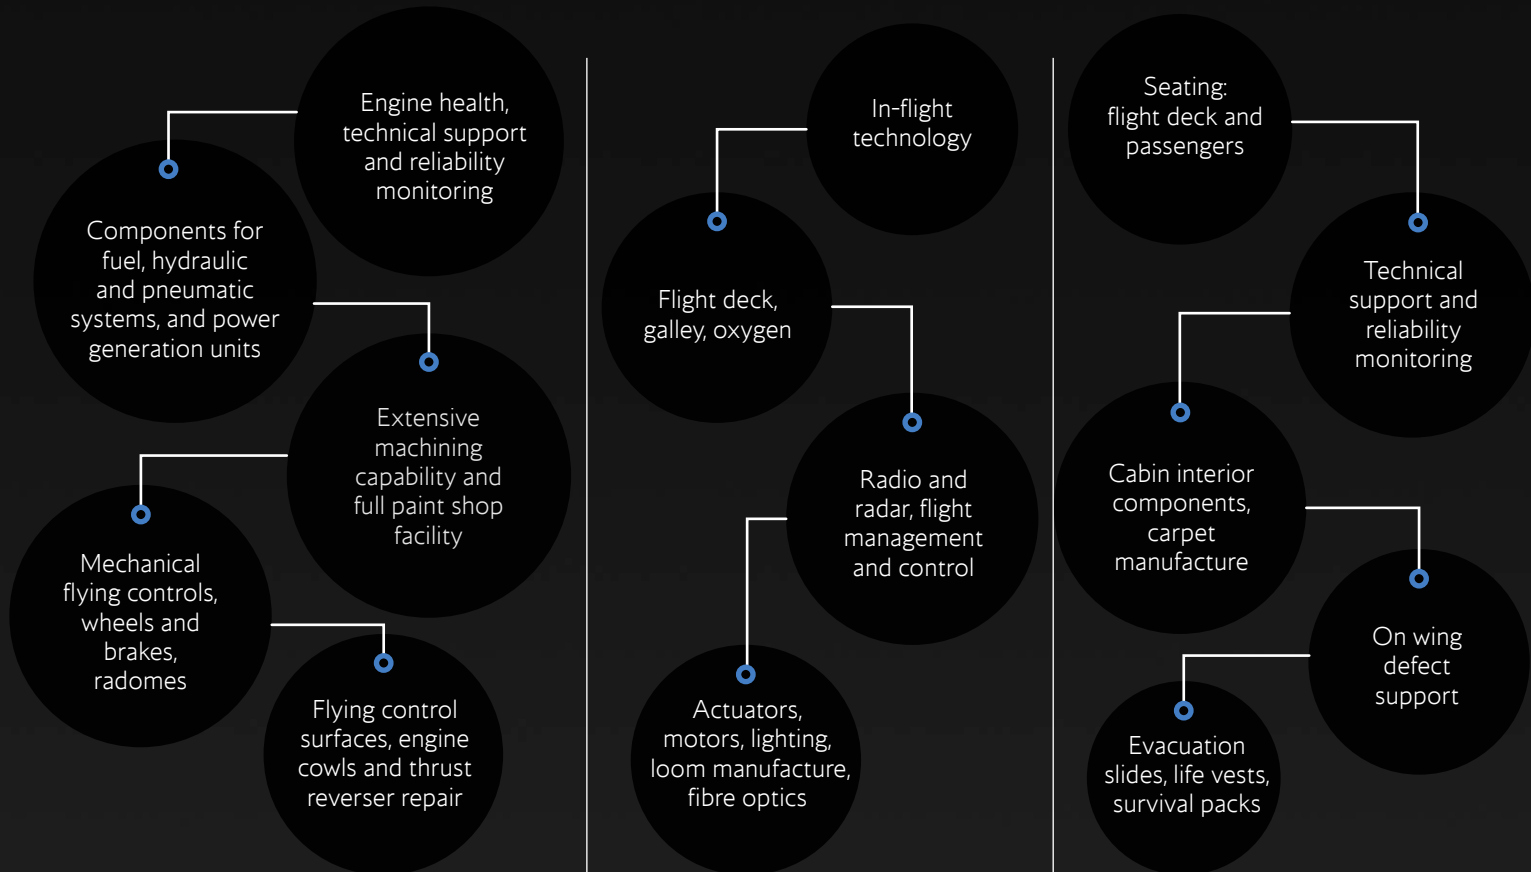 Engine health,
technical support
and reliability
monitoring
Components for
fuel, hydraulic
and pneumatic
systems, and power
generation units
Extensive
machining
capability and
full paint shop
facility
Mechanical
flying controls,
wheels and
brakes,
radomes
Flying control
surfaces, engine
cowls and thrust
reverser repair
In-flight
technology
Flight deck,
galley, oxygen
Radio and
radar, flight
management
and control
Actuators,
motors, lighting,
loom manufacture,
fibre optics
Seating:
flight deck and
passengers
Technical
support and
reliability
monitoring
Cabin interior
components,
carpet
manufacture
On wing
defect
support
Evacuation
slides, life vests,
survival packs